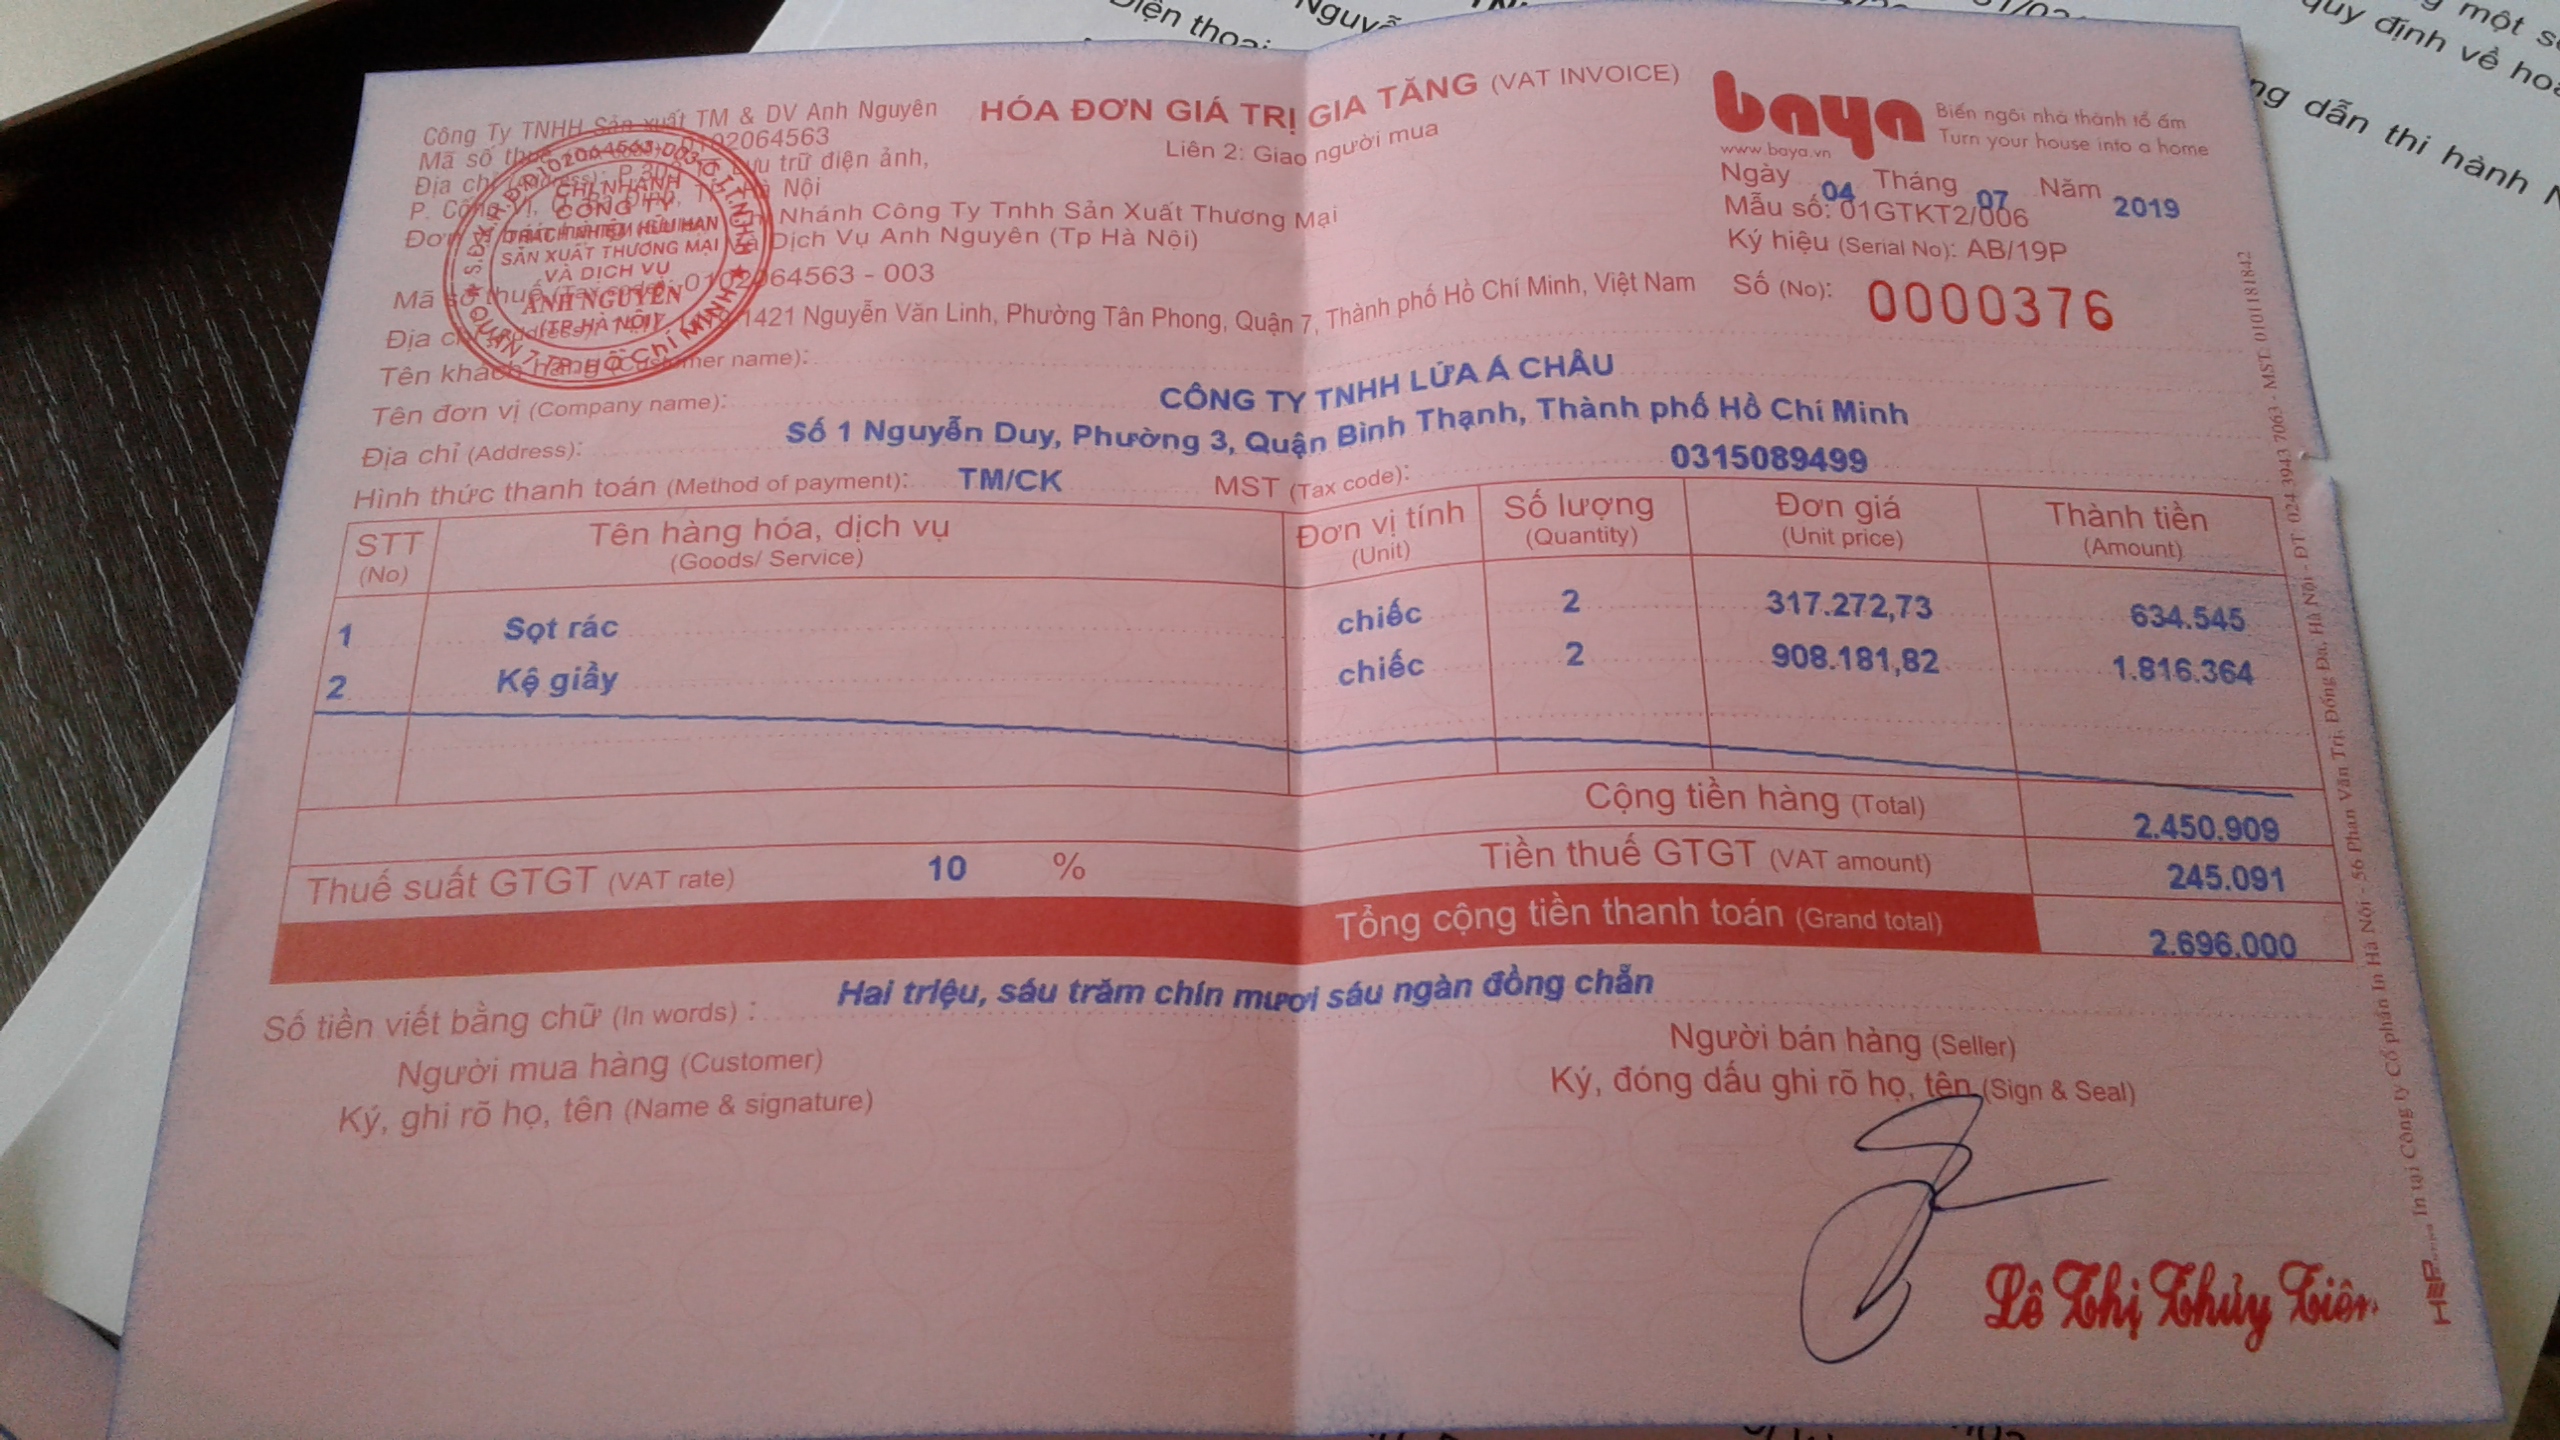 Công Ty TNHH Sản xuất TM & DV Anh Nguyên
HÓA ĐƠN GIÁ TRỊ GIA TĂNG (VAT INVOICE)
Liên 2: Giao người mua
baya
Biến ngôi nhà thành tổ ấm
Turn your house into a home
www.baya.vn
Ngày 04 Tháng 07 Năm 2019
Mẫu số: 01GTKT2/006
Ký hiệu (Serial No): AB/19P
Số (No): 0000376
Mã số thuế 0102064563
Địa chỉ (Address): P.308 lưu trữ điện ảnh,
P. Cống Vị, Q. Ba Đình, TP. Hà Nội
Nhánh Công Ty Tnhh Sản Xuất Thương Mại
Và Dịch Vụ Anh Nguyên (Tp Hà Nội)
Mã số thuế (Tax code): 0102064563 - 003
Địa chỉ (Address): 1421 Nguyễn Văn Linh, Phường Tân Phong, Quận 7, Thành phố Hồ Chí Minh, Việt Nam
CHI NHÁNH
CÔNG TY
TRÁCH NHIỆM HỮU HẠN
SẢN XUẤT THƯƠNG MẠI
VÀ DỊCH VỤ
ANH NGUYÊN
(TP HÀ NỘI)
QUẬN 7 - TP. HỒ CHÍ MINH
Tên khách hàng (Customer name):
Tên đơn vị (Company name): CÔNG TY TNHH LỬA Á CHÂU
Địa chỉ (Address): Số 1 Nguyễn Duy, Phường 3, Quận Bình Thạnh, Thành phố Hồ Chí Minh
Hình thức thanh toán (Method of payment): TM/CK MST (Tax code): 0315089499
STT Tên hàng hóa, dịch vụ Đơn vị tính Số lượng Đơn giá Thành tiền
(No) (Goods/ Service) (Unit) (Quantity) (Unit price) (Amount)
1 Sọt rác chiếc 2 317.272,73 634.545
2 Kệ giầy chiếc 2 908.181,82 1.816.364
Cộng tiền hàng (Total) 2.450.909
Thuế suất GTGT (VAT rate) 10 % Tiền thuế GTGT (VAT amount) 245.091
Tổng cộng tiền thanh toán (Grand total) 2.696.000
Số tiền viết bằng chữ (In words) : Hai triệu, sáu trăm chín mươi sáu ngàn đồng chẵn
Người mua hàng (Customer)
Ký, ghi rõ họ, tên (Name & signature)
Người bán hàng (Seller)
Ký, đóng dấu ghi rõ họ, tên (Sign & Seal)
Lê Thị Thủy Tiên
In tại Công ty Cổ phần In Hà Nội - 56 Phan Văn Trị, Đống Đa, Hà Nội - ĐT 024 3943 7063 - MST: 0101181842
Điện thoại
một số
quy định về hoá
dẫn thi hành